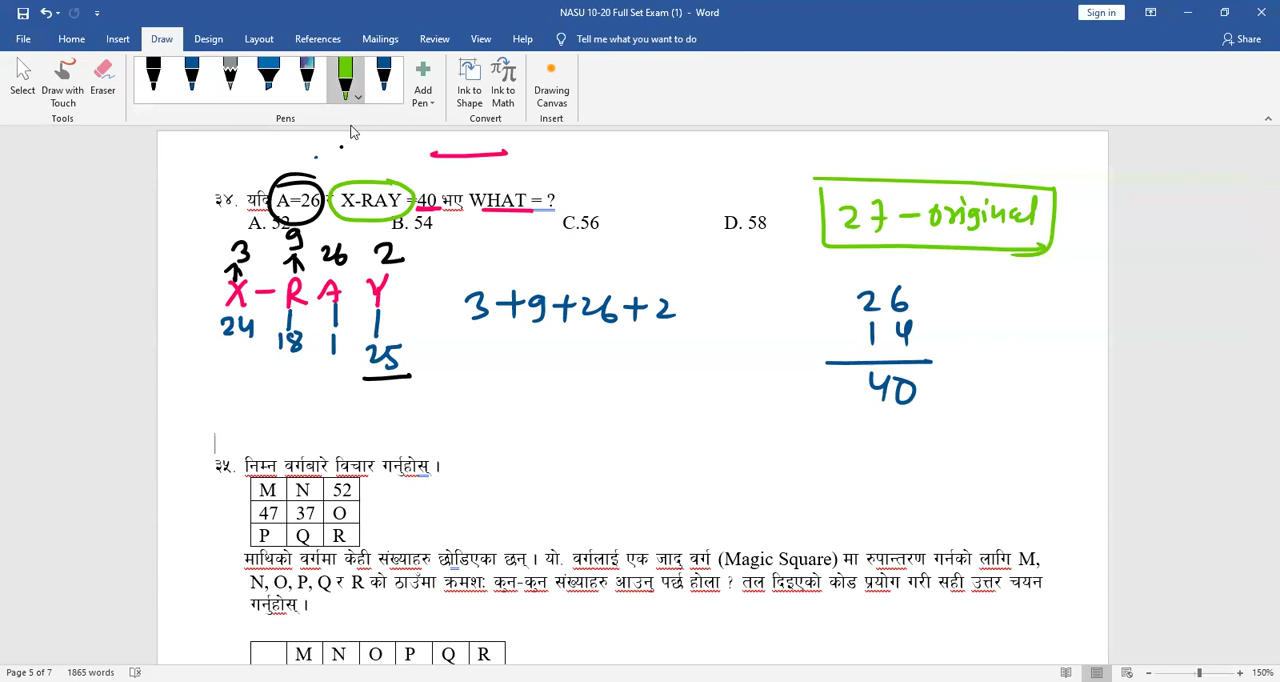 NASU 10-20 Full Set Exam (1) - Word
Sign in
File Home Insert Draw Design Layout References Mailings Review View Help Tell me what you want to do
Share
Select Draw with Touch Eraser Add Pen Ink to Shape Ink to Math Drawing Canvas
Tools Pens Convert Insert
३४. यदि A=26 र X-RAY =40 भए WHAT = ?
A. 52 B. 54 C.56 D. 58
27 - original
3 9 26 2
X - R A Y
24 18 1 25
3+9+26+2
26
14
40
३५. निम्न वर्गबारे विचार गर्नुहोस् ।
M N 52
47 37 O
P Q R
माथिको वर्गमा केही संख्याहरु छोडिएका छन् । यो. वर्गलाई एक जादू वर्ग (Magic Square) मा रुपान्तरण गर्नको लागि M,
N, O, P, Q र R को ठाउँमा क्रमश: कुन-कुन संख्याहरु आउनु पर्छ होला ? तल दिइएको कोड प्रयोग गरी सही उत्तर चयन
गर्नुहोस् ।
M N O P Q R
Page 5 of 7 1865 words 150%